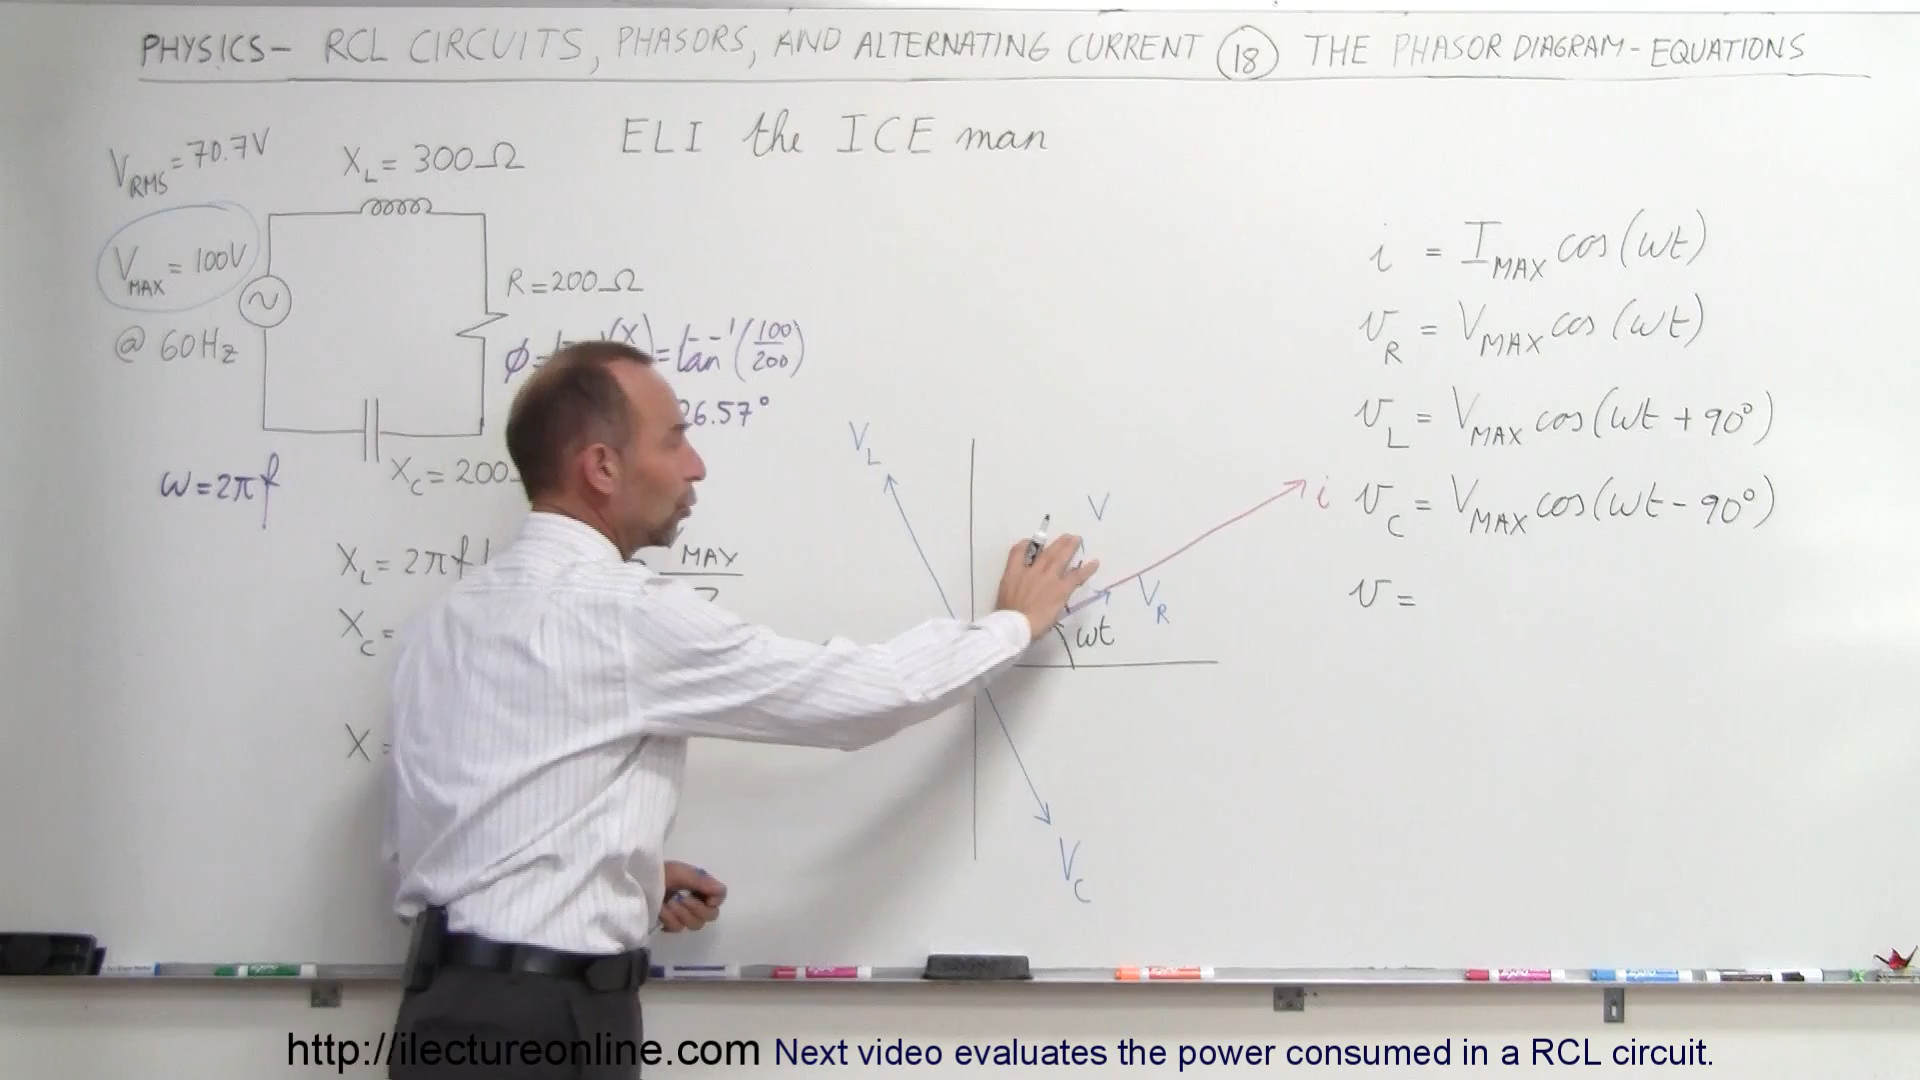 PHYSICS- RCL CIRCUITS, PHASORS, AND ALTERNATING CURRENT 18 THE PHASOR DIAGRAM-EQUATIONS
ELI the ICE man
V_RMS = 70.7V
X_L = 300Ω
V_MAX = 100V
@ 60Hz
R = 200Ω
= tan⁻¹(100/200)
26.57°
X_C = 200
ω = 2πf
X_L = 2πf
MAX
X_C =
X =
V_L
V
i
V_R
ωt
V_C
i = I_MAX cos(ωt)
v_R = V_MAX cos(ωt)
v_L = V_MAX cos(ωt + 90°)
v_C = V_MAX cos(ωt - 90°)
v =
http://ilectureonline.com Next video evaluates the power consumed in a RCL circuit.